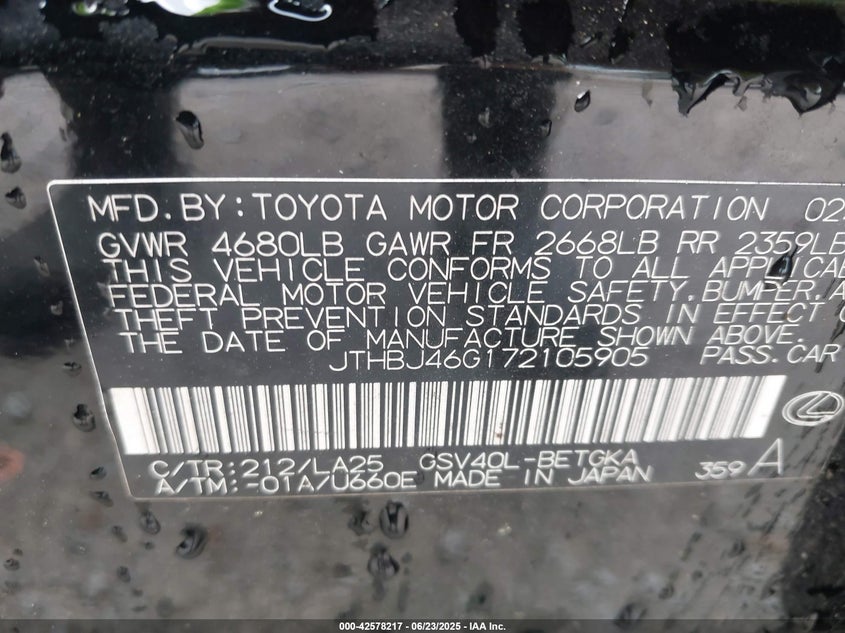 MFD.BY:TOYOTA MOTOR CORPORATION 02
GVWR 4680LB GAWR FR 2668LB RR 2359LB
THIS VEHICLE CONFORMS TO ALL APPLICAB
FEDERAL MOTOR VEHICLE SAFETY,BUMPER,A
THEFT PREVENTION STANDARDS IN EFFECT O
THE DATE OF MANUFACTURE SHOWN ABOVE.
JTHBJ46G172105905 PASS.CAR
C/TR:212/LA25 GSV40L-BETGKA
A/TM:-01A/U660E MADE IN JAPAN 359 A
000-42578217 - 06/23/2025 - IAA Inc.